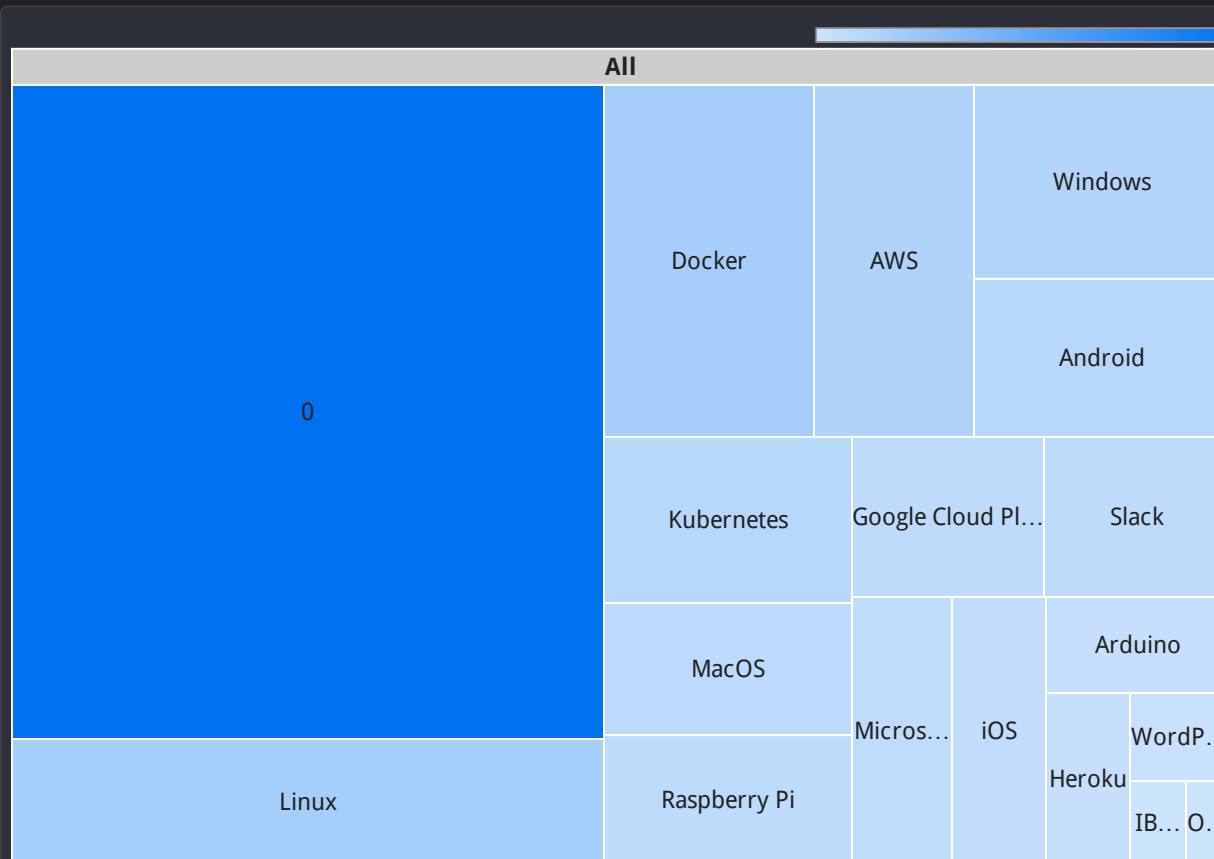 All
0
Docker
AWS
Windows
Android
Kubernetes
Google Cloud Pl...
Slack
MacOS
Arduino
Micros...
iOS
WordP.
Heroku
Linux
Raspberry Pi
IB...
O.